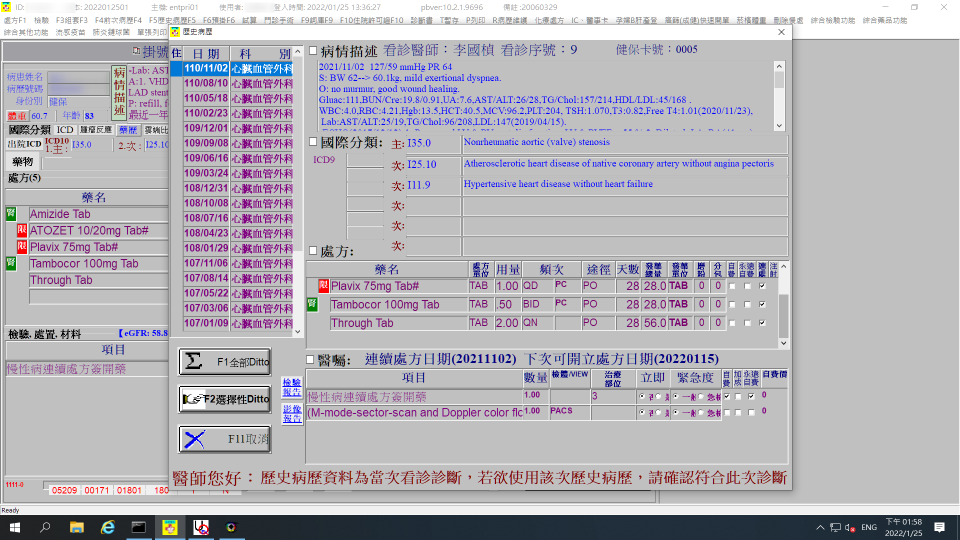 ID: 本: 2022012501 主機: entpri01 使用者: 登入時間: 2022/01/25 13:36:27 pbver:10.2.1.9696 備註:20060329
作業F1 檢驗 F3組套F3 F4前次病歷F4 F5歷史病歷F5 F6預掛F6 試算 門診手術 F9詞庫F9 F10住院許可證F10 診斷書 T暫存 P列印 R病歷維護 化療處方 IC、醫事卡 孕婦B肝產登 高齡(成健)快速開單 菸檳體重 刪除優處 綜合檢驗功能 綜合藥品功能
綜合其他功能 流感疫苗 肺炎鏈球菌 單張列印
掛號
病患姓名
病歷號碼
身份別 健保
體重 60.7 年齡 83
病情描述
-Lab: AST
A:1. VHD
LAD stent
P: refill, f
最近一年
國際分類 ICD 腫瘤反應 藥歷
出院ICD ICD10
1.主: I35.0 2.次: I25.10
藥物
處方(5)
藥名
腎 Amizide Tab
限 ATOZET 10/20mg Tab#
限 Plavix 75mg Tab#
腎 Tambocor 100mg Tab
Through Tab
檢驗, 處置, 材料 【eGFR: 58.8
項目
慢性病連續處方簽開藥
1111-0
05209 00171 01801 180 1 N
Ready
歷史病歷
住 日 期 科 別
110/11/02 心臟血管外科
110/08/10 心臟血管外科
110/05/18 心臟血管外科
110/02/23 心臟血管外科
109/12/01 心臟血管外科
109/09/08 心臟血管外科
109/06/16 心臟血管外科
109/03/24 心臟血管外科
108/12/31 心臟血管外科
108/10/08 心臟血管外科
108/07/16 心臟血管外科
108/04/23 心臟血管外科
108/01/29 心臟血管外科
107/11/06 心臟血管外科
107/08/14 心臟血管外科
107/05/22 心臟血管外科
107/03/06 心臟血管外科
107/01/09 心臟血管外科
F1全部Ditto
F2選擇性Ditto
F11取消
檢驗報告
影像報告
病情描述 看診醫師: 李國楨 看診序號: 9 健保卡號: 0005
2021/11/02 127/59 mmHg PR 64
S: BW 62--> 60.1kg, mild exertional dyspnea.
O: no murmur, good wound healing.
Gluac:111,BUN/Cre:19.8/0.91,UA:7.6,AST/ALT:26/28,TG/Chol:157/214,HDL/LDL:45/168 .
WBC:4.0,RBC:4.21,Hgb:13.5,HCT:40.5,MCV:96.2,PLT:204, TSH:1.070,T3:0.82,Free T4:1.01(2020/11/23),
Lab:AST/ALT:25/19,TG/Chol:96/208,LDL:147(2019/04/15).
國際分類: 主: I35.0 Nonrheumatic aortic (valve) stenosis
ICD9 次: I25.10 Atherosclerotic heart disease of native coronary artery without angina pectoris
次: I11.9 Hypertensive heart disease without heart failure
次:
次:
次:
處方:
藥名 處方單位 用量 頻次 途徑 天數 發藥總量 發藥單位 磨粉 分包 自費 永遠自費 連處 注註
限 Plavix 75mg Tab# TAB 1.00 QD PC PO 28 28.0 TAB 0 0
腎 Tambocor 100mg Tab TAB .50 BID PC PO 28 28.0 TAB 0 0
Through Tab TAB 2.00 QN PO 28 56.0 TAB 0 0
醫囑: 連續處方日期(20211102) 下次可開立處方日期(20220115)
項目 數量 檢體/VIEW 治療部位 立即 緊急度 自費 加成 永遠自費 自費價
慢性病連續處方簽開藥 1.00 3 0
(M-mode-sector-scan and Doppler color flo 1.00 PACS 0
醫師您好:歷史病歷資料為當次看診診斷,若欲使用該次歷史病歷,請確認符合此次診斷
ENG
下午 01:58
2022/1/25